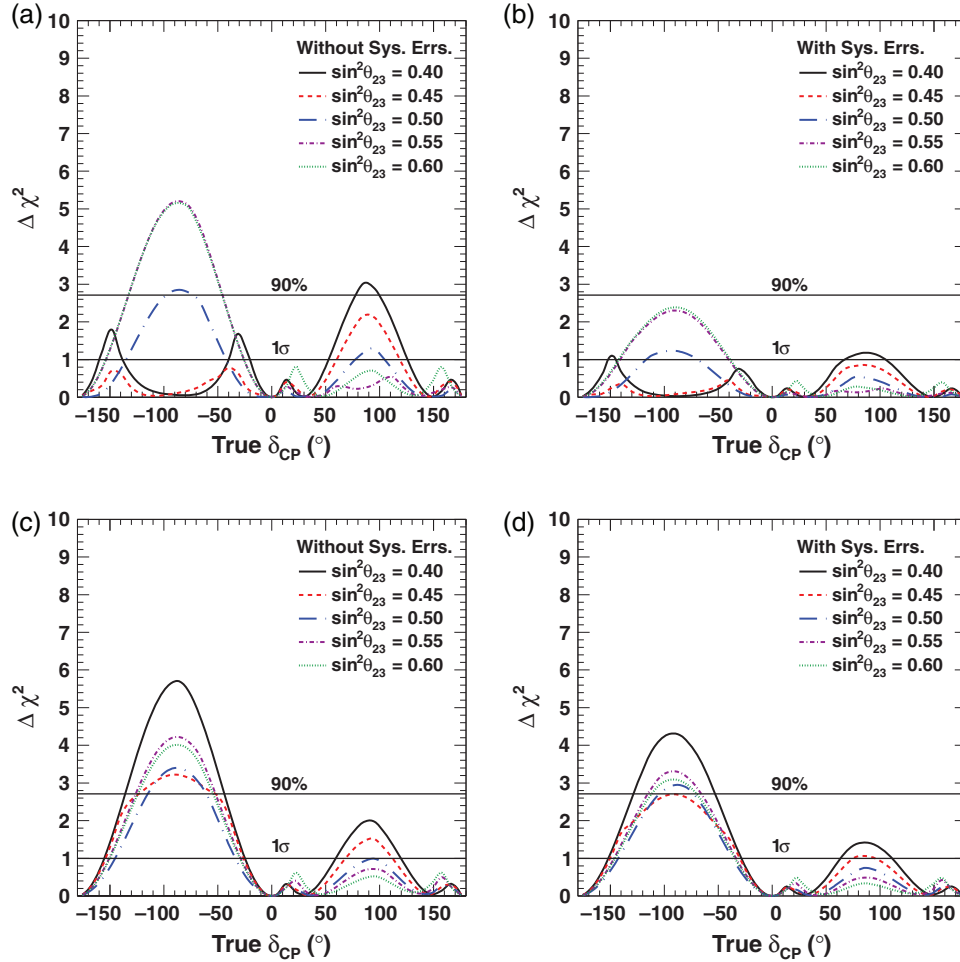 (a)
Without Sys. Errs.
sin²θ₂₃ = 0.40
sin²θ₂₃ = 0.45
sin²θ₂₃ = 0.50
sin²θ₂₃ = 0.55
sin²θ₂₃ = 0.60
90%
1σ
Δ χ²
10
9
8
7
6
5
4
3
2
1
0
−150 −100 −50 0 50 100 150
True δCP (°)
(b)
With Sys. Errs.
sin²θ₂₃ = 0.40
sin²θ₂₃ = 0.45
sin²θ₂₃ = 0.50
sin²θ₂₃ = 0.55
sin²θ₂₃ = 0.60
90%
1σ
Δ χ²
10
9
8
7
6
5
4
3
2
1
0
−150 −100 −50 0 50 100 150
True δCP (°)
(c)
Without Sys. Errs.
sin²θ₂₃ = 0.40
sin²θ₂₃ = 0.45
sin²θ₂₃ = 0.50
sin²θ₂₃ = 0.55
sin²θ₂₃ = 0.60
90%
1σ
Δ χ²
10
9
8
7
6
5
4
3
2
1
0
−150 −100 −50 0 50 100 150
True δCP (°)
(d)
With Sys. Errs.
sin²θ₂₃ = 0.40
sin²θ₂₃ = 0.45
sin²θ₂₃ = 0.50
sin²θ₂₃ = 0.55
sin²θ₂₃ = 0.60
90%
1σ
Δ χ²
10
9
8
7
6
5
4
3
2
1
0
−150 −100 −50 0 50 100 150
True δCP (°)